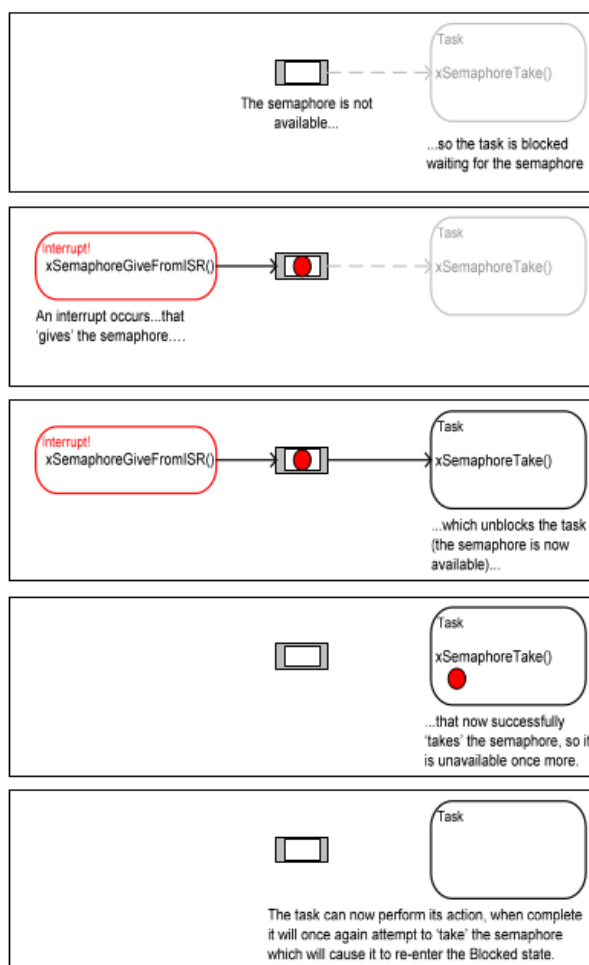 Task
xSemaphoreTake()
The semaphore is not
available...
...so the task is blocked
waiting for the semaphore
Interrupt!
xSemaphoreGiveFromISR()
Task
xSemaphoreTake()
An interrupt occurs...that
'gives' the semaphore....
Interrupt!
xSemaphoreGiveFromISR()
Task
xSemaphoreTake()
...which unblocks the task
(the semaphore is now
available)...
Task
xSemaphoreTake()
...that now successfully
'takes' the semaphore, so it
is unavailable once more.
Task
The task can now perform its action, when complete
it will once again attempt to 'take' the semaphore
which will cause it to re-enter the Blocked state.